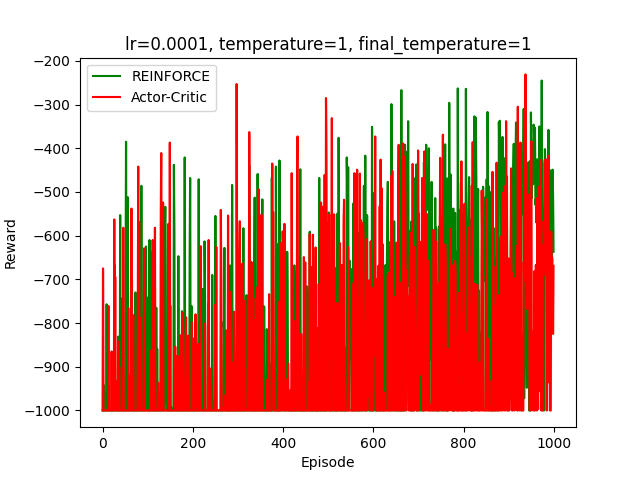 lr=0.0001, temperature=1, final_temperature=1
REINFORCE
Actor-Critic
Reward
−200
−300
−400
−500
−600
−700
−800
−900
−1000
0 200 400 600 800 1000
Episode